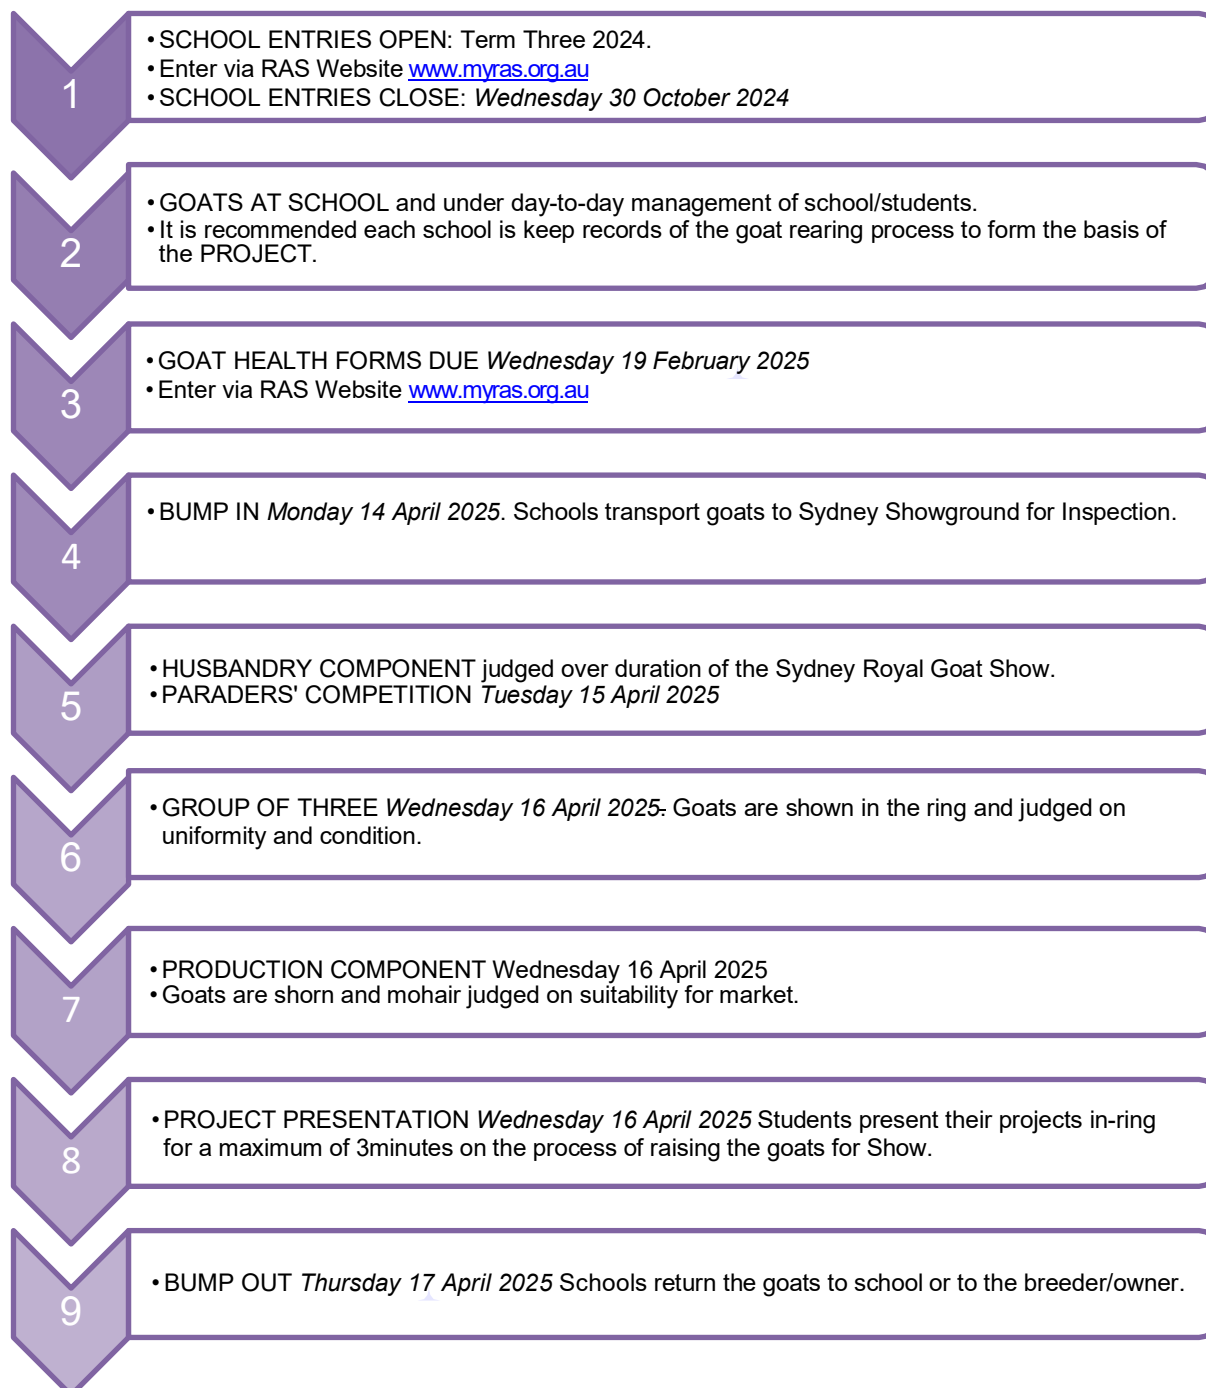 1
• SCHOOL ENTRIES OPEN: Term Three 2024.
• Enter via RAS Website www.myras.org.au
• SCHOOL ENTRIES CLOSE: Wednesday 30 October 2024
2
• GOATS AT SCHOOL and under day-to-day management of school/students.
• It is recommended each school is keep records of the goat rearing process to form the basis of
the PROJECT.
3
• GOAT HEALTH FORMS DUE Wednesday 19 February 2025
• Enter via RAS Website www.myras.org.au
4
• BUMP IN Monday 14 April 2025. Schools transport goats to Sydney Showground for Inspection.
5
• HUSBANDRY COMPONENT judged over duration of the Sydney Royal Goat Show.
• PARADERS' COMPETITION Tuesday 15 April 2025
6
• GROUP OF THREE Wednesday 16 April 2025. Goats are shown in the ring and judged on
uniformity and condition.
7
• PRODUCTION COMPONENT Wednesday 16 April 2025
• Goats are shorn and mohair judged on suitability for market.
8
• PROJECT PRESENTATION Wednesday 16 April 2025 Students present their projects in-ring
for a maximum of 3minutes on the process of raising the goats for Show.
9
• BUMP OUT Thursday 17 April 2025 Schools return the goats to school or to the breeder/owner.